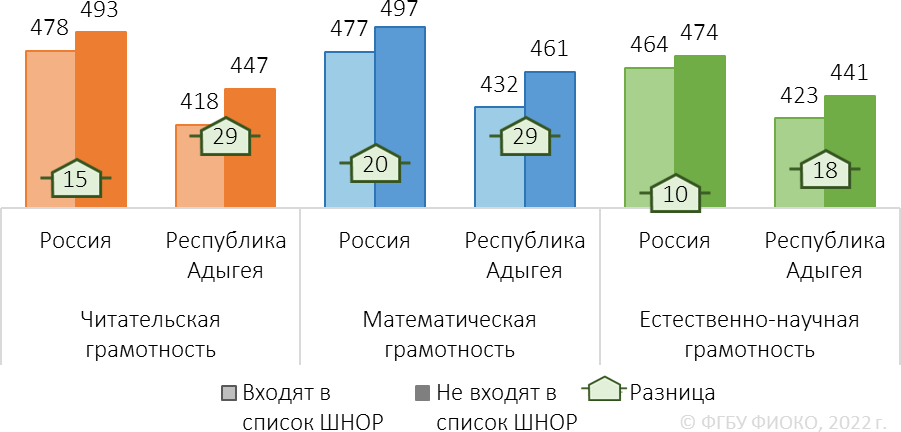 478 493
418 447
477 497
432 461
464 474
423 441
15
29
20
29
10
18
Россия
Республика
Адыгея
Россия
Республика
Адыгея
Россия
Республика
Адыгея
Читательская
грамотность
Математическая
грамотность
Естественно-научная
грамотность
Входят в
список ШНОР
Не входят в
список ШНОР
Разница
© ФГБУ ФИОКО, 2022 г.